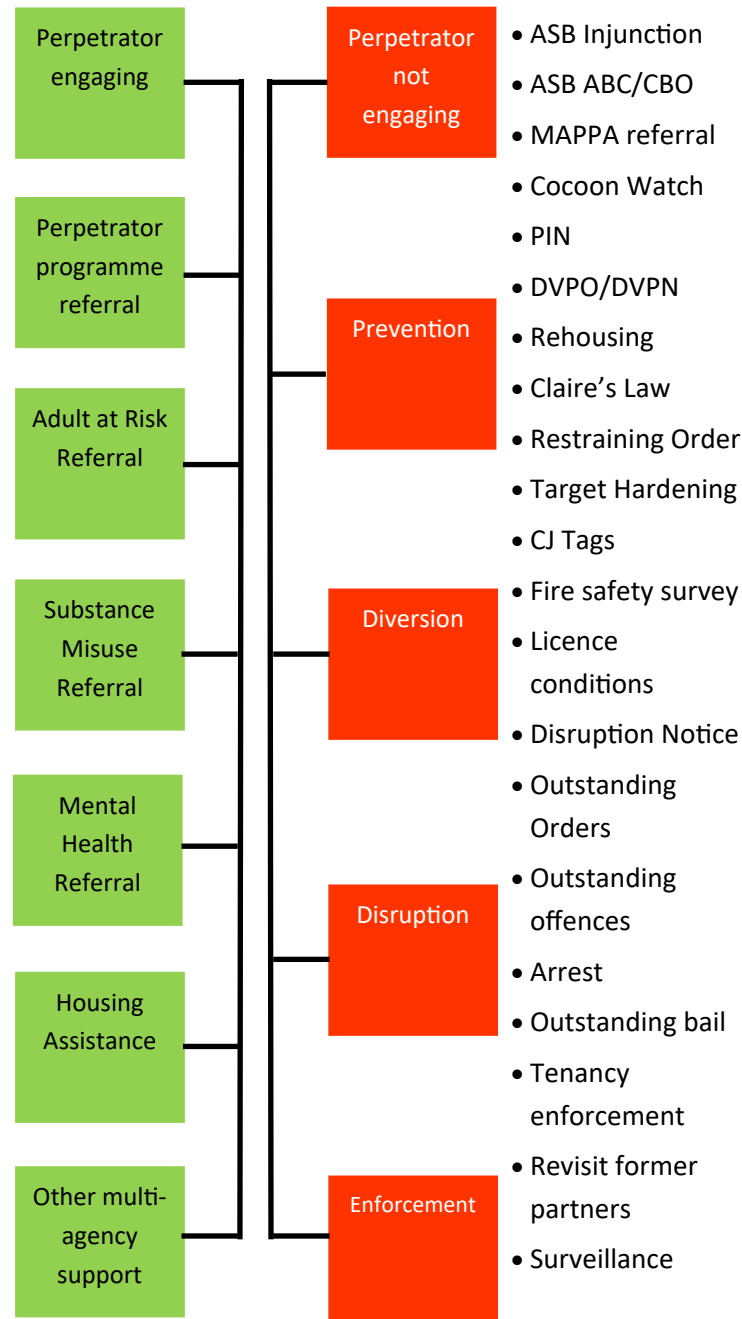 Perpetrator
engaging
Perpetrator
programme
referral
Adult at Risk
Referral
Substance
Misuse
Referral
Mental
Health
Referral
Housing
Assistance
Other multi-
agency
support
Perpetrator
not
engaging
Prevention
Diversion
Disruption
Enforcement
• ASB Injunction
• ASB ABC/CBO
• MAPPA referral
• Cocoon Watch
• PIN
• DVPO/DVPN
• Rehousing
• Claire’s Law
• Restraining Order
• Target Hardening
• CJ Tags
• Fire safety survey
• Licence
conditions
• Disruption Notice
• Outstanding
Orders
• Outstanding
offences
• Arrest
• Outstanding bail
• Tenancy
enforcement
• Revisit former
partners
• Surveillance